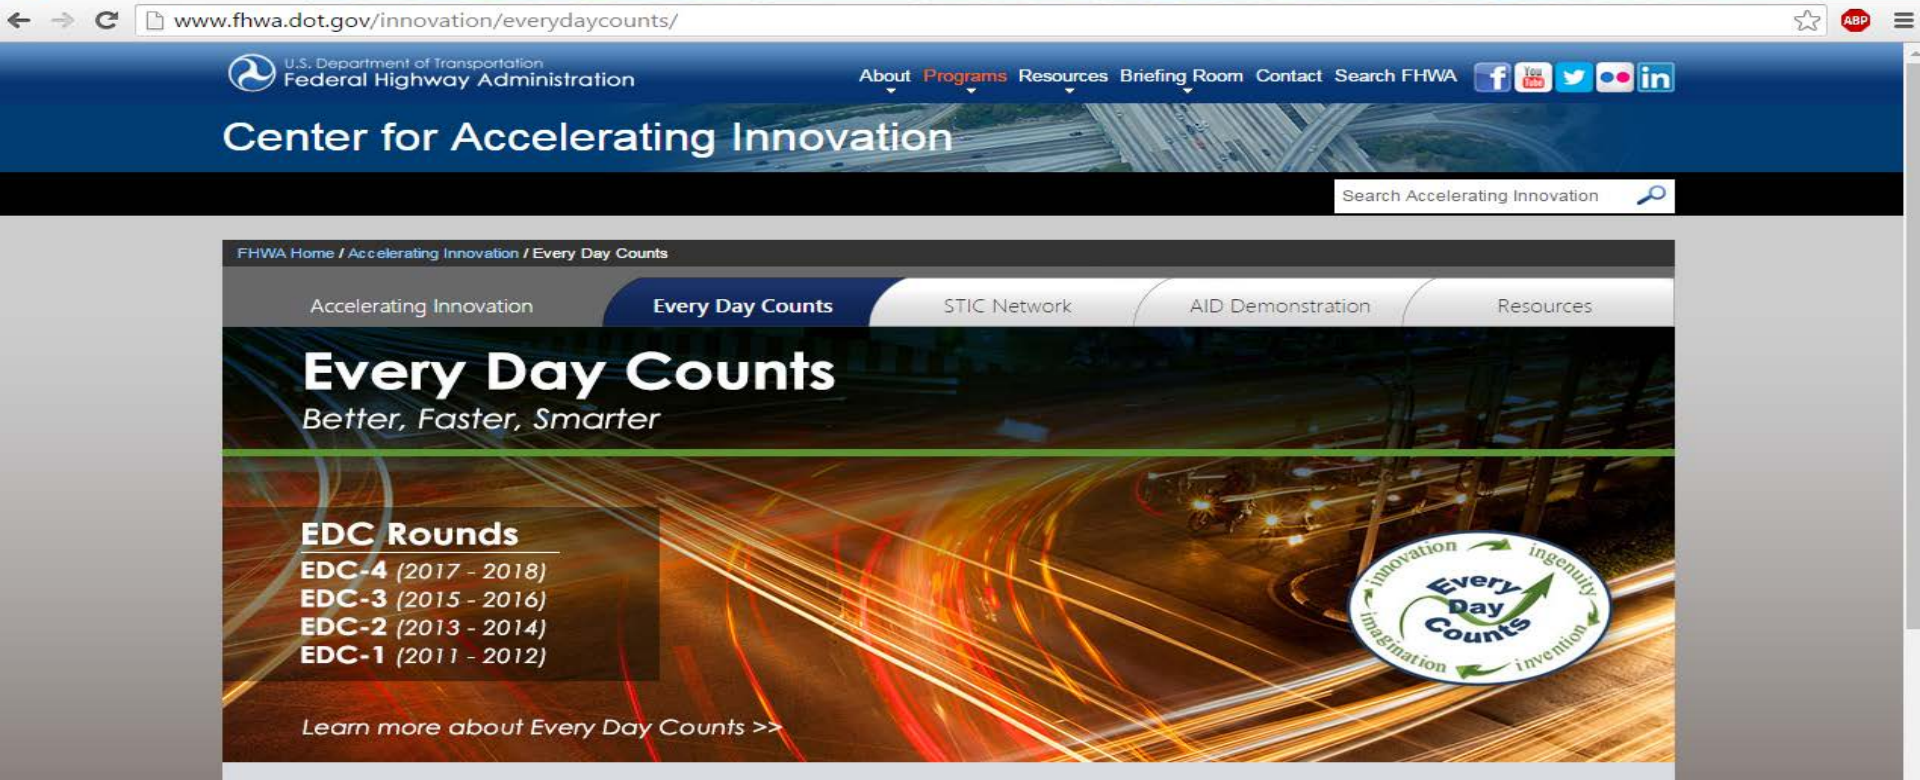 www.fhwa.dot.gov/innovation/everydaycounts/
ABP
U.S. Department of Transportation
Federal Highway Administration
About Programs Resources Briefing Room Contact Search FHWA
f You Tube in
Center for Accelerating Innovation
Search Accelerating Innovation
FHWA Home / Accelerating Innovation / Every Day Counts
Accelerating Innovation Every Day Counts STIC Network AID Demonstration Resources
Every Day Counts
Better, Faster, Smarter
EDC Rounds
EDC-4 (2017 - 2018)
EDC-3 (2015 - 2016)
EDC-2 (2013 - 2014)
EDC-1 (2011 - 2012)
innovation ingenuity
Every
Day
Counts
imagination invention
Learn more about Every Day Counts >>